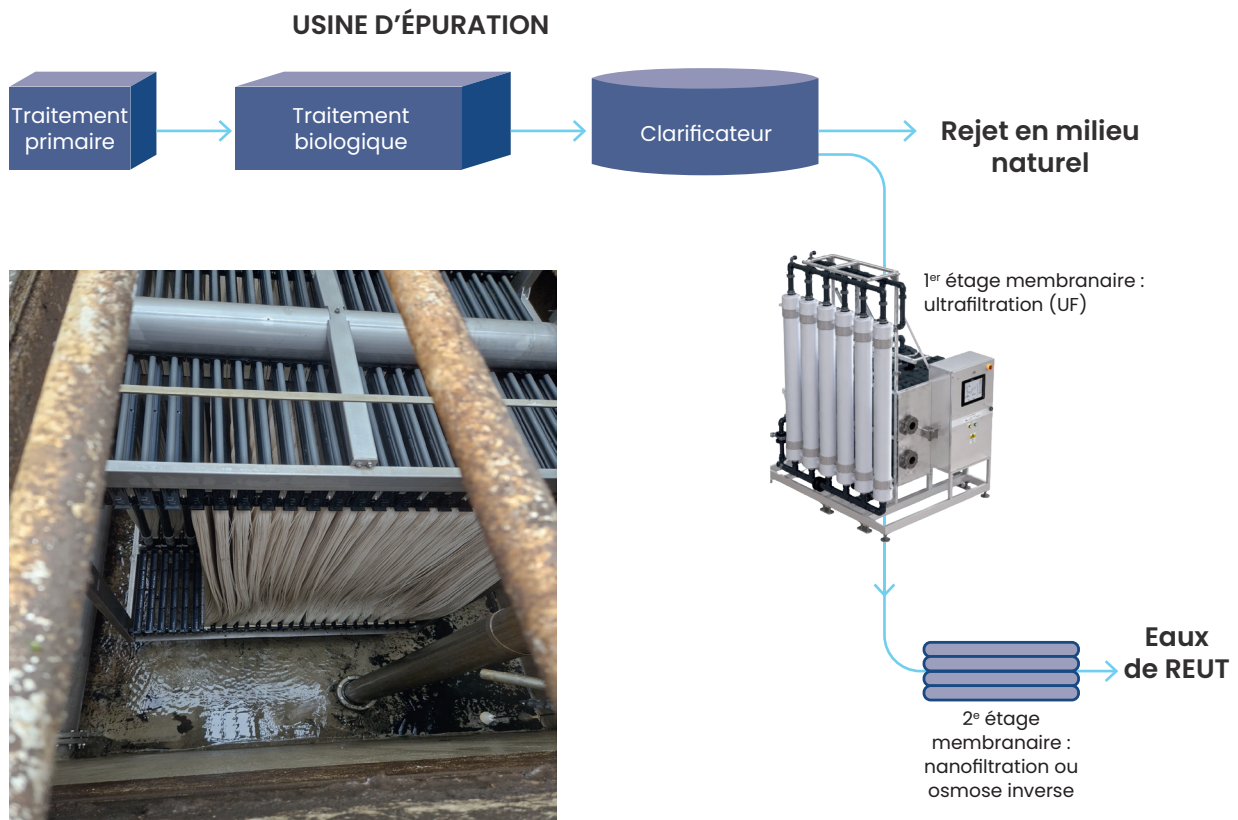 USINE D’ÉPURATION
Traitement
primaire
Traitement
biologique
Clarificateur
Rejet en milieu
naturel
1er étage membranaire :
ultrafiltration (UF)
Eaux
de REUT
2e étage
membranaire :
nanofiltration ou
osmose inverse